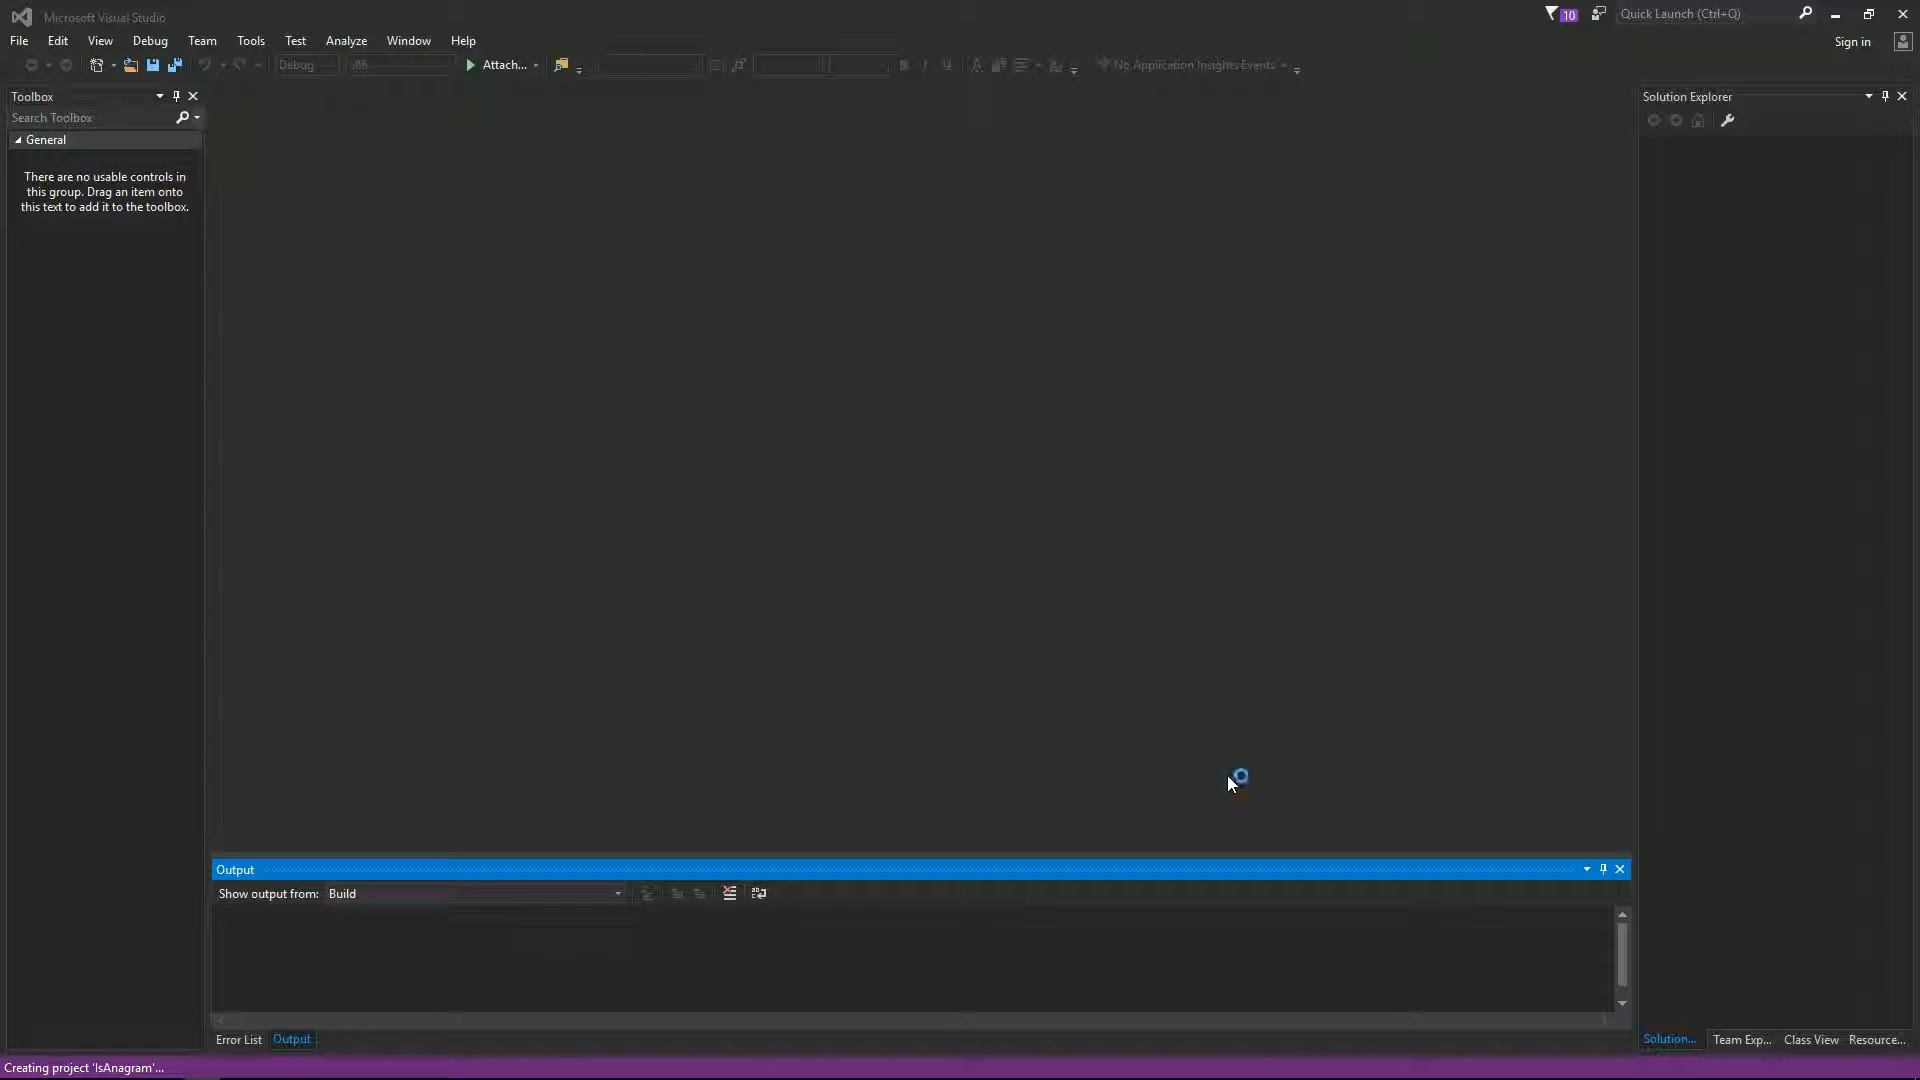 Microsoft Visual Studio
10
Quick Launch (Ctrl+Q)
File Edit View Debug Team Tools Test Analyze Window Help
Sign in
Debug
Attach...
No Application Insights Events
Toolbox
Search Toolbox
General
There are no usable controls in
this group. Drag an item onto
this text to add it to the toolbox.
Solution Explorer
Output
Show output from: Build
Error List Output
Solution... Team Exp... Class View Resource...
Creating project 'IsAnagram'...